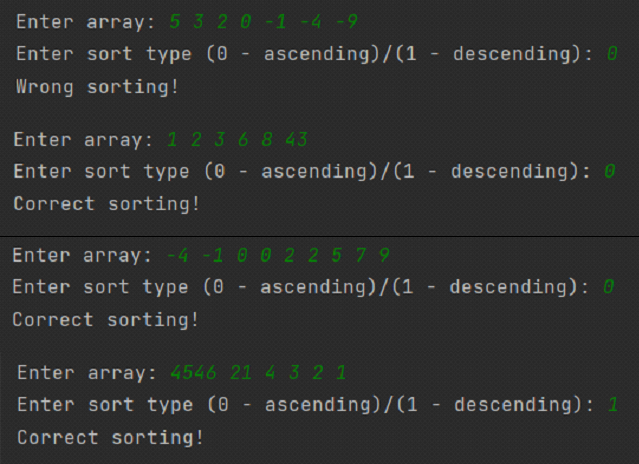 Enter array: 5 3 2 0 -1 -4 -9
Enter sort type (0 - ascending)/(1 - descending): 0
Wrong sorting!
Enter array: 1 2 3 6 8 43
Enter sort type (0 - ascending)/(1 - descending): 0
Correct sorting!
Enter array: -4 -1 0 0 2 2 5 7 9
Enter sort type (0 - ascending)/(1 - descending): 0
Correct sorting!
Enter array: 4546 21 4 3 2 1
Enter sort type (0 - ascending)/(1 - descending): 1
Correct sorting!